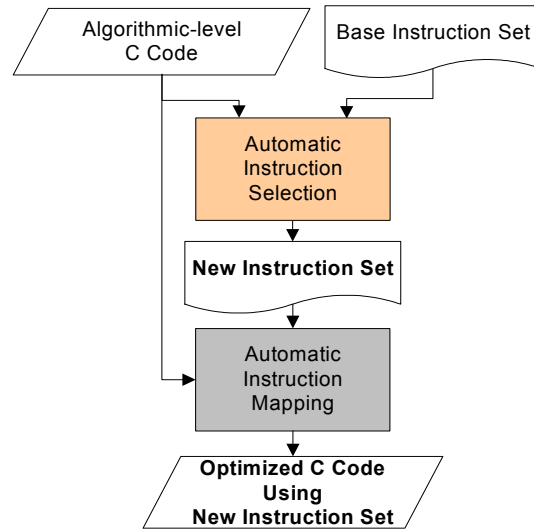 Algorithmic-level
C Code
Base Instruction Set
Automatic
Instruction
Selection
New Instruction Set
Automatic
Instruction
Mapping
Optimized C Code
Using
New Instruction Set